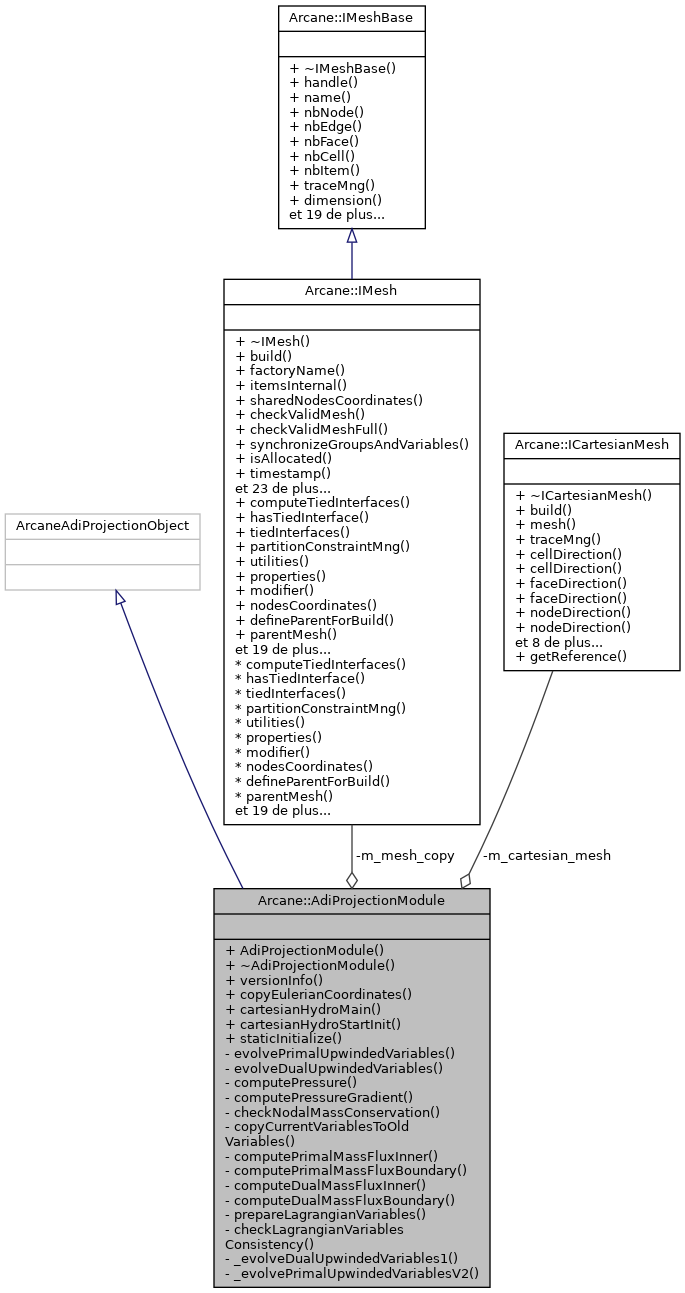 Arcane::IMeshBase
+ ~IMeshBase()
+ handle()
+ name()
+ nbNode()
+ nbEdge()
+ nbFace()
+ nbCell()
+ nbItem()
+ traceMng()
+ dimension()
et 19 de plus...
Arcane::IMesh
+ ~IMesh()
+ build()
+ factoryName()
+ itemsInternal()
+ sharedNodesCoordinates()
+ checkValidMesh()
+ checkValidMeshFull()
+ synchronizeGroupsAndVariables()
+ isAllocated()
+ timestamp()
et 23 de plus...
+ computeTiedInterfaces()
+ hasTiedInterface()
+ tiedInterfaces()
+ partitionConstraintMng()
+ utilities()
+ properties()
+ modifier()
+ nodesCoordinates()
+ defineParentForBuild()
+ parentMesh()
et 19 de plus...
* computeTiedInterfaces()
* hasTiedInterface()
* tiedInterfaces()
* partitionConstraintMng()
* utilities()
* properties()
* modifier()
* nodesCoordinates()
* defineParentForBuild()
* parentMesh()
et 19 de plus...
Arcane::ICartesianMesh
+ ~ICartesianMesh()
+ build()
+ mesh()
+ traceMng()
+ cellDirection()
+ cellDirection()
+ faceDirection()
+ faceDirection()
+ nodeDirection()
+ nodeDirection()
et 8 de plus...
+ getReference()
ArcaneAdiProjectionObject
-m_mesh_copy
-m_cartesian_mesh
Arcane::AdiProjectionModule
+ AdiProjectionModule()
+ ~AdiProjectionModule()
+ versionInfo()
+ copyEulerianCoordinates()
+ cartesianHydroMain()
+ cartesianHydroStartInit()
+ staticInitialize()
- evolvePrimalUpwindedVariables()
- evolveDualUpwindedVariables()
- computePressure()
- computePressureGradient()
- checkNodalMassConservation()
- copyCurrentVariablesToOld
Variables()
- computePrimalMassFluxInner()
- computePrimalMassFluxBoundary()
- computeDualMassFluxInner()
- computeDualMassFluxBoundary()
- prepareLagrangianVariables()
- checkLagrangianVariables
Consistency()
- _evolveDualUpwindedVariables1()
- _evolvePrimalUpwindedVariablesV2()